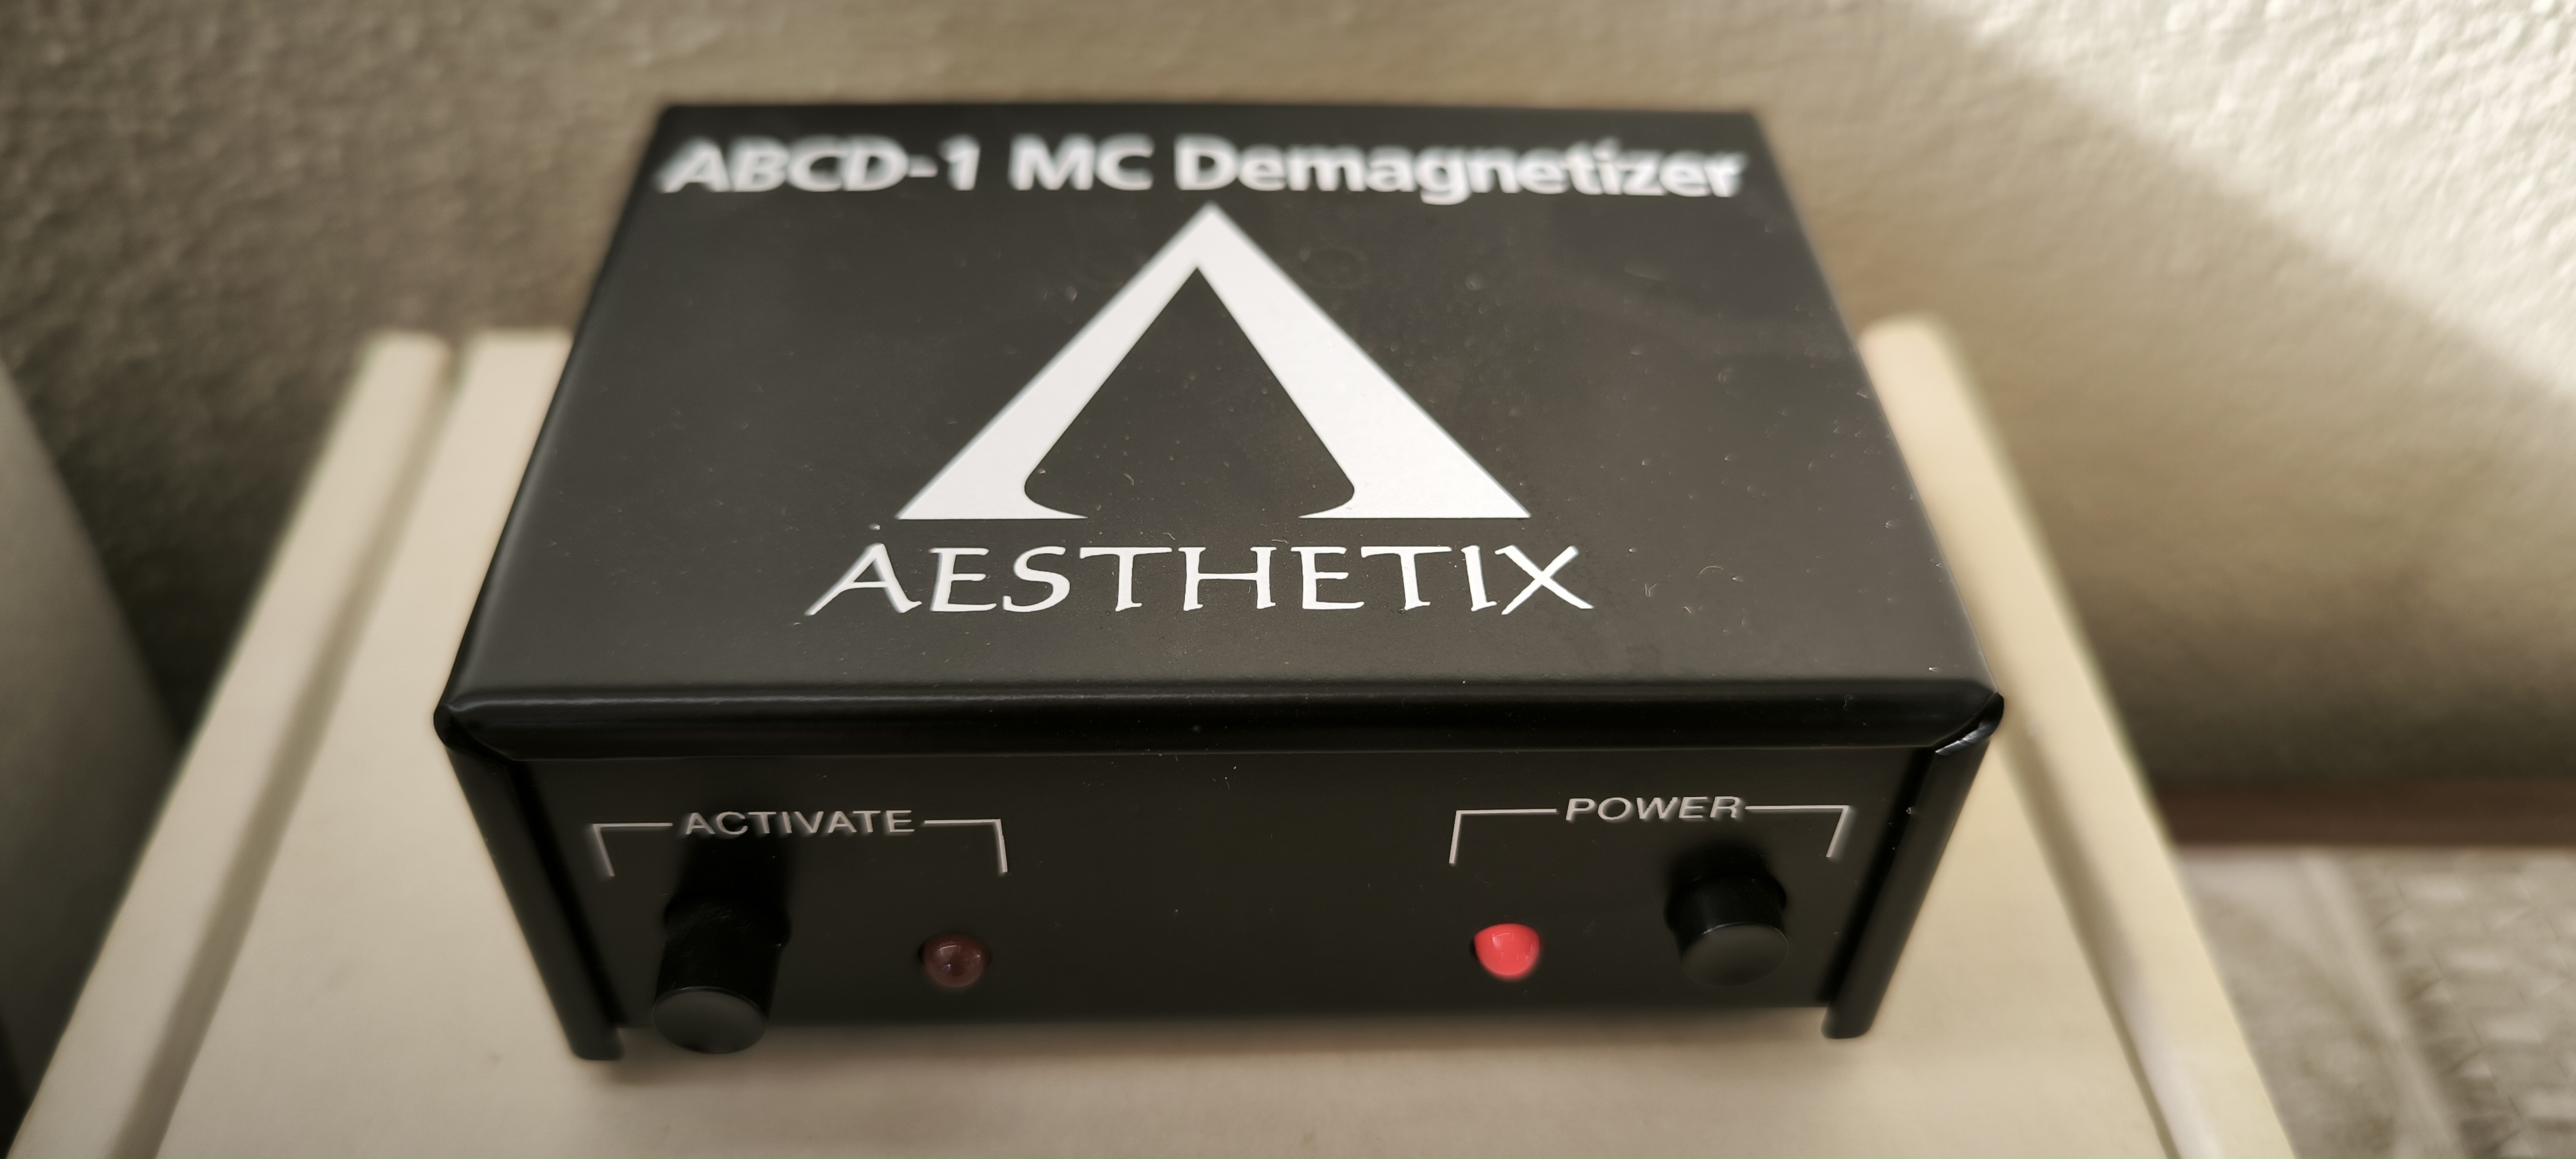 ABCD-1 MC Demagnetizer
AESTHETIX
ACTIVATE
POWER